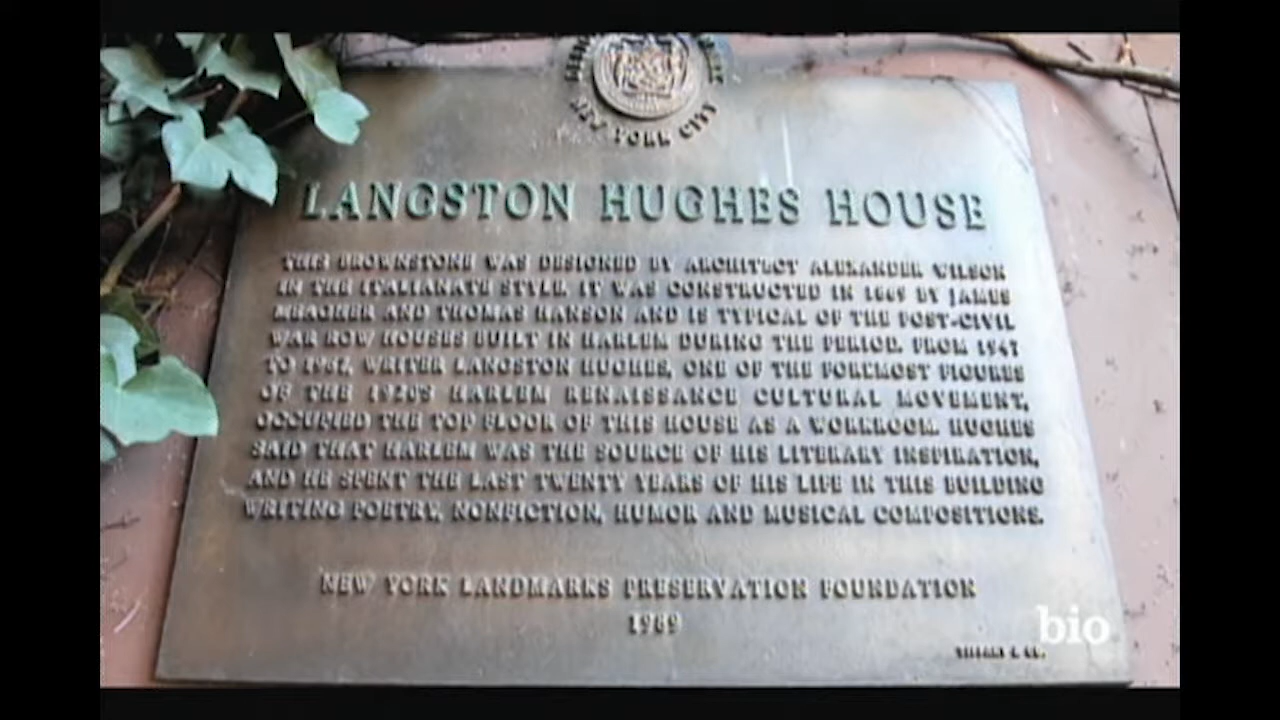 NEW YORK CITY
LANGSTON HUGHES HOUSE
THIS BROWNSTONE WAS DESIGNED BY ARCHITECT ALEXANDER WILSON
IN THE ITALIANATE STYLE. IT WAS CONSTRUCTED IN 1869 BY JAMES
MEAGHER AND THOMAS HANSON AND IS TYPICAL OF THE POST-CIVIL
WAR ROW HOUSES BUILT IN HARLEM DURING THE PERIOD. FROM 1947
TO 1967, WRITER LANGSTON HUGHES, ONE OF THE FOREMOST FIGURES
OF THE 1920'S HARLEM RENAISSANCE CULTURAL MOVEMENT,
OCCUPIED THE TOP FLOOR OF THIS HOUSE AS A WORKROOM. HUGHES
SAID THAT HARLEM WAS THE SOURCE OF HIS LITERARY INSPIRATION,
AND HE SPENT THE LAST TWENTY YEARS OF HIS LIFE IN THIS BUILDING
WRITING POETRY, NONFICTION, HUMOR AND MUSICAL COMPOSITIONS.
NEW YORK LANDMARKS PRESERVATION FOUNDATION
1989
bio
TIFFANY & CO.